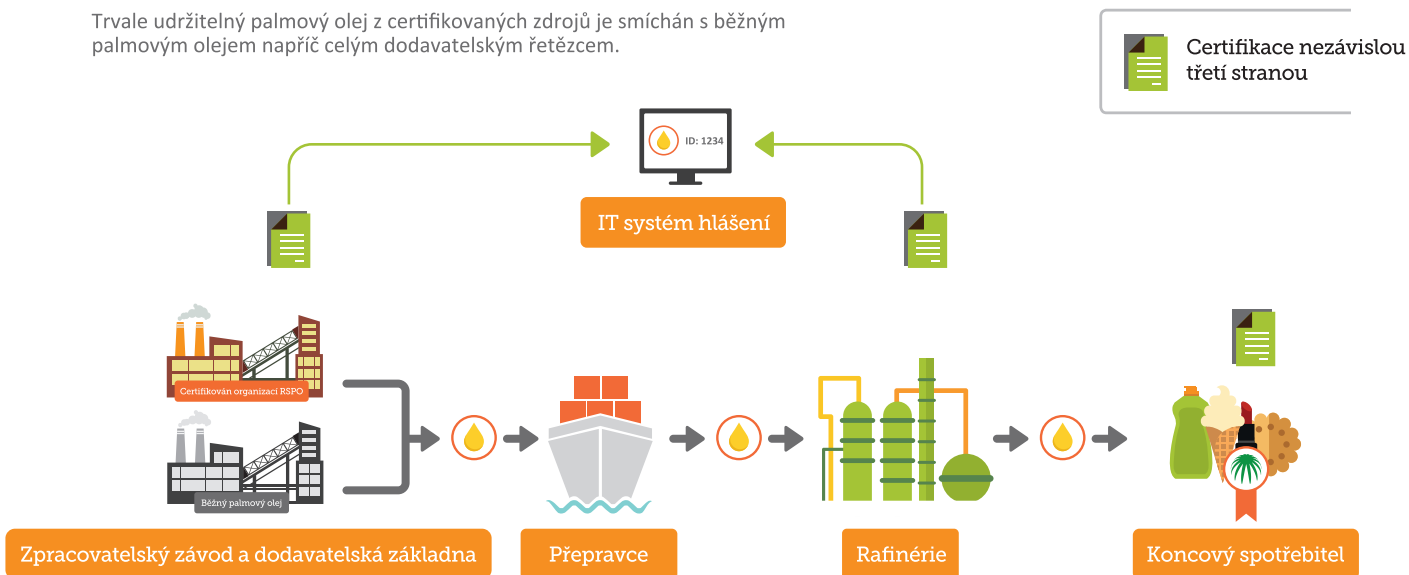 Trvale udržitelný palmový olej z certifikovaných zdrojů je smíchán s běžným
palmovým olejem napříč celým dodavatelským řetězcem.
Certifikace nezávislou
třetí stranou
ID: 1234
IT systém hlášení
Certifikován organizací RSPO
Běžný palmový olej
Zpracovatelský závod a dodavatelská základna
Přepravce
Rafinérie
Koncový spotřebitel